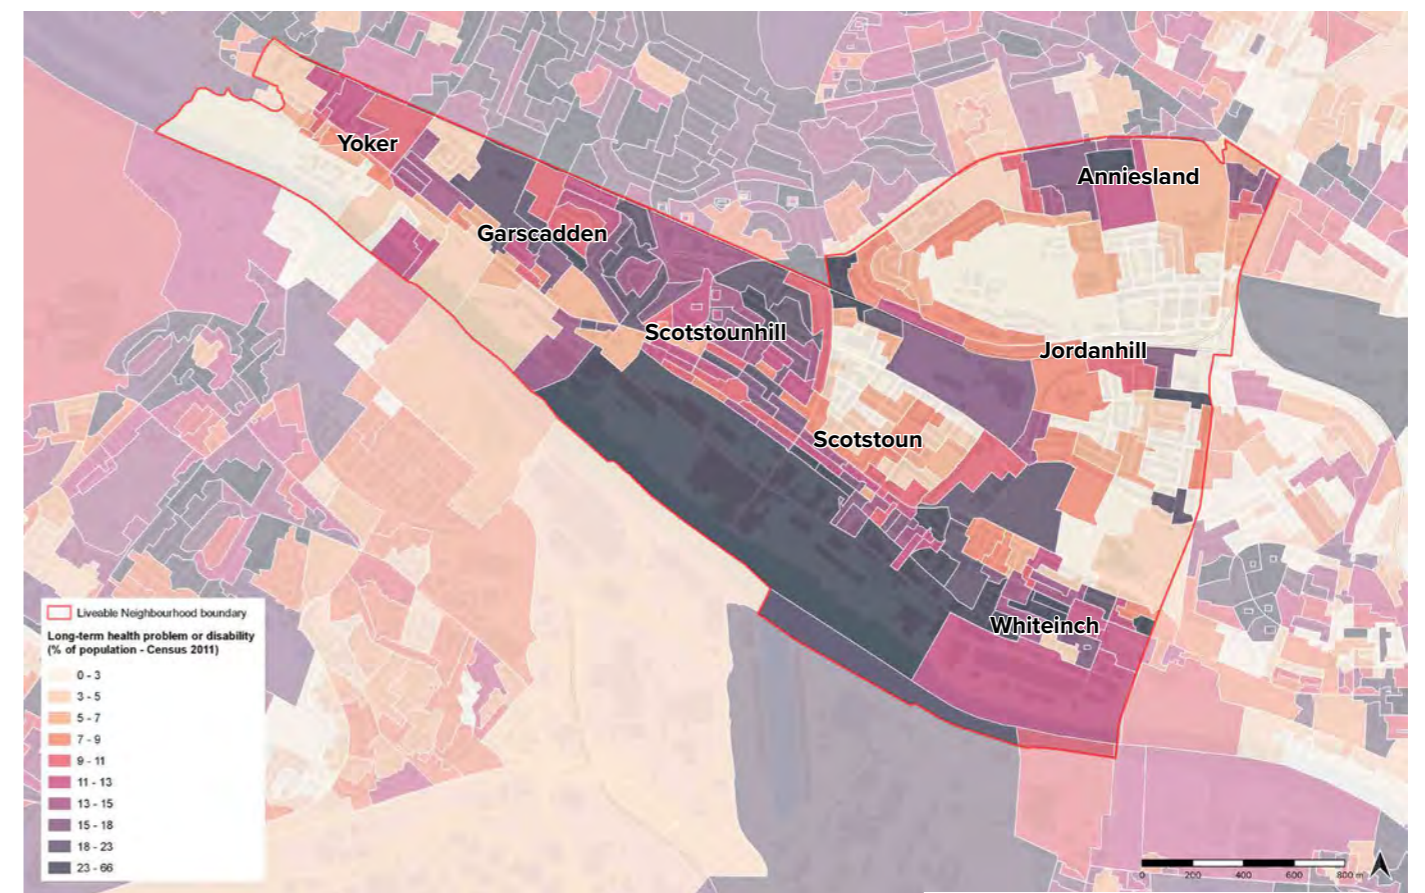 Yoker
Anniesland
Garscadden
Scotstounhill
Jordanhill
Scotstoun
Whiteinch
Liveable Neighbourhood boundary
Long-term health problem or disability
(% of population - Census 2011)
0 - 3
3 - 5
5 - 7
7 - 9
9 - 11
11 - 13
13 - 15
15 - 18
18 - 23
23 - 66
0 200 400 600 800 m